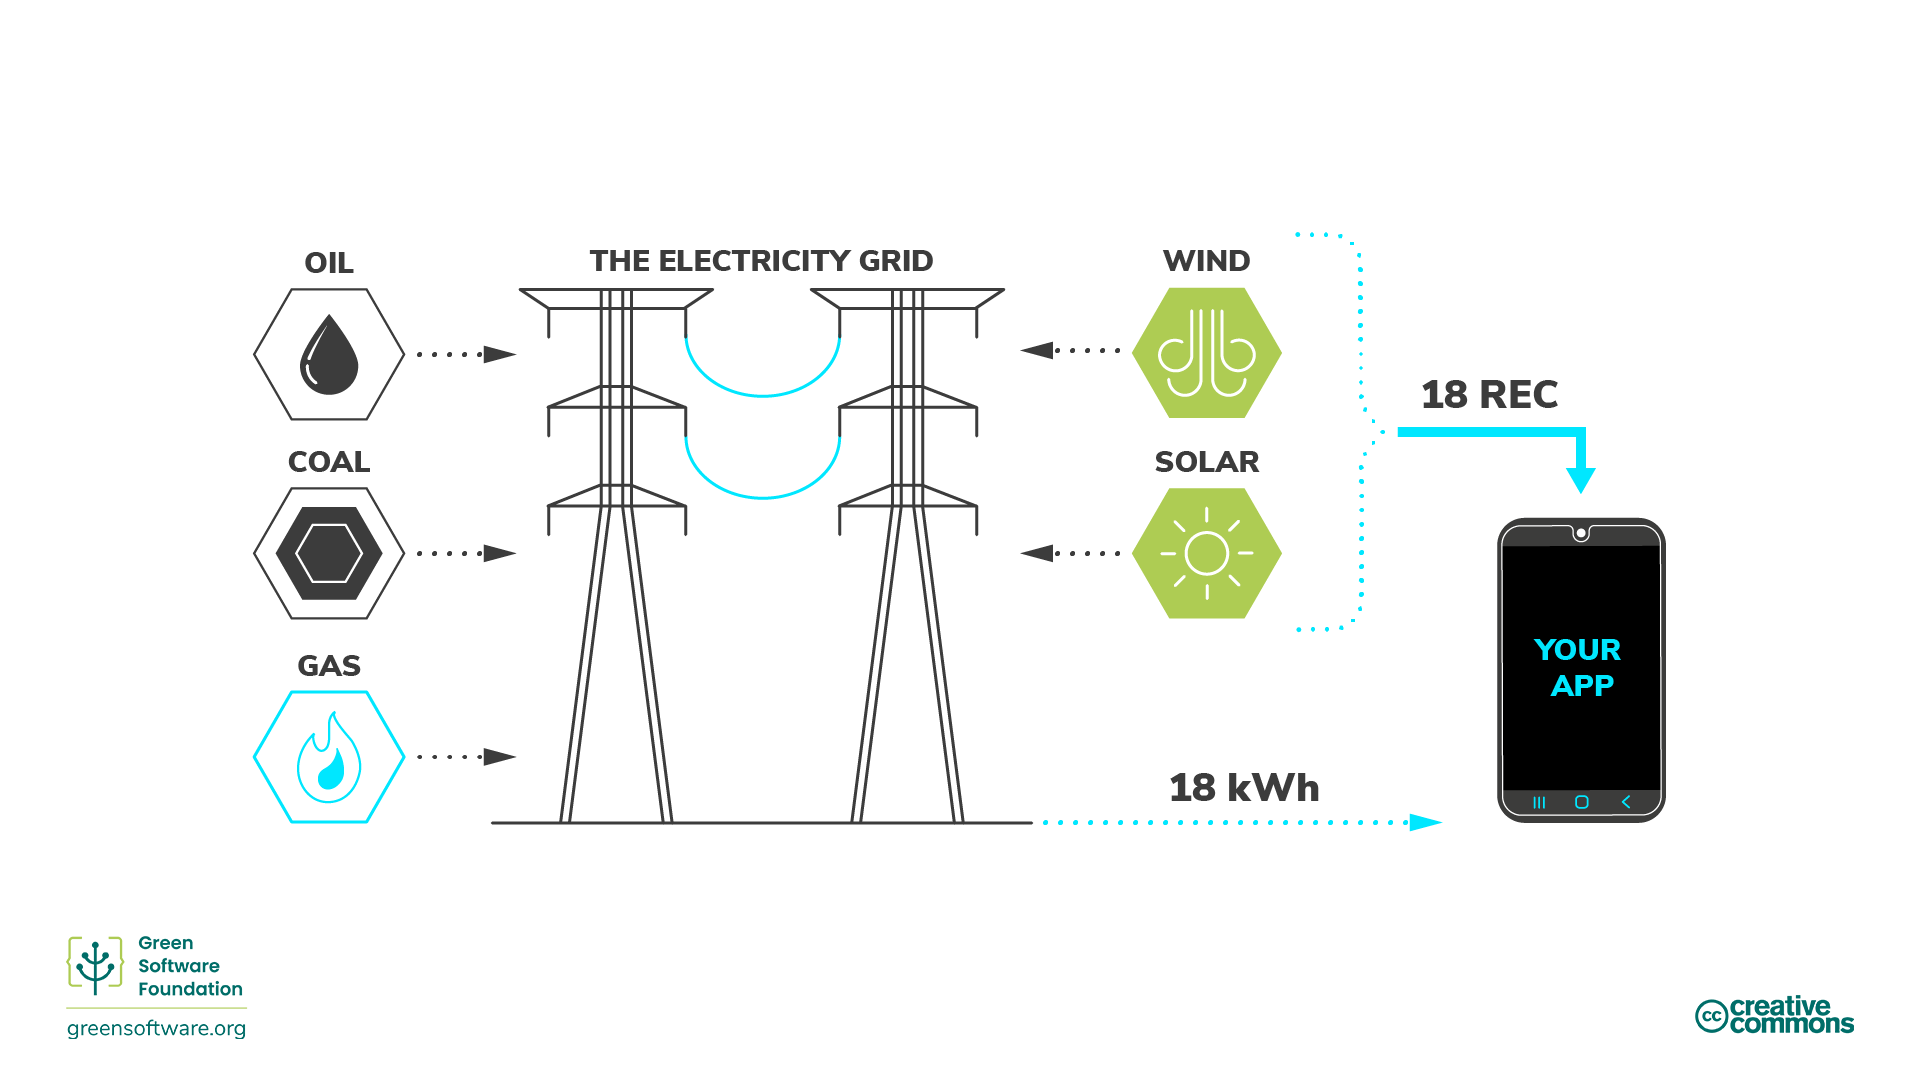 OIL
THE ELECTRICITY GRID
WIND
COAL
SOLAR
18 REC
GAS
YOUR
APP
18 kWh
Green
Software
Foundation
greensoftware.org
cc creative
commons